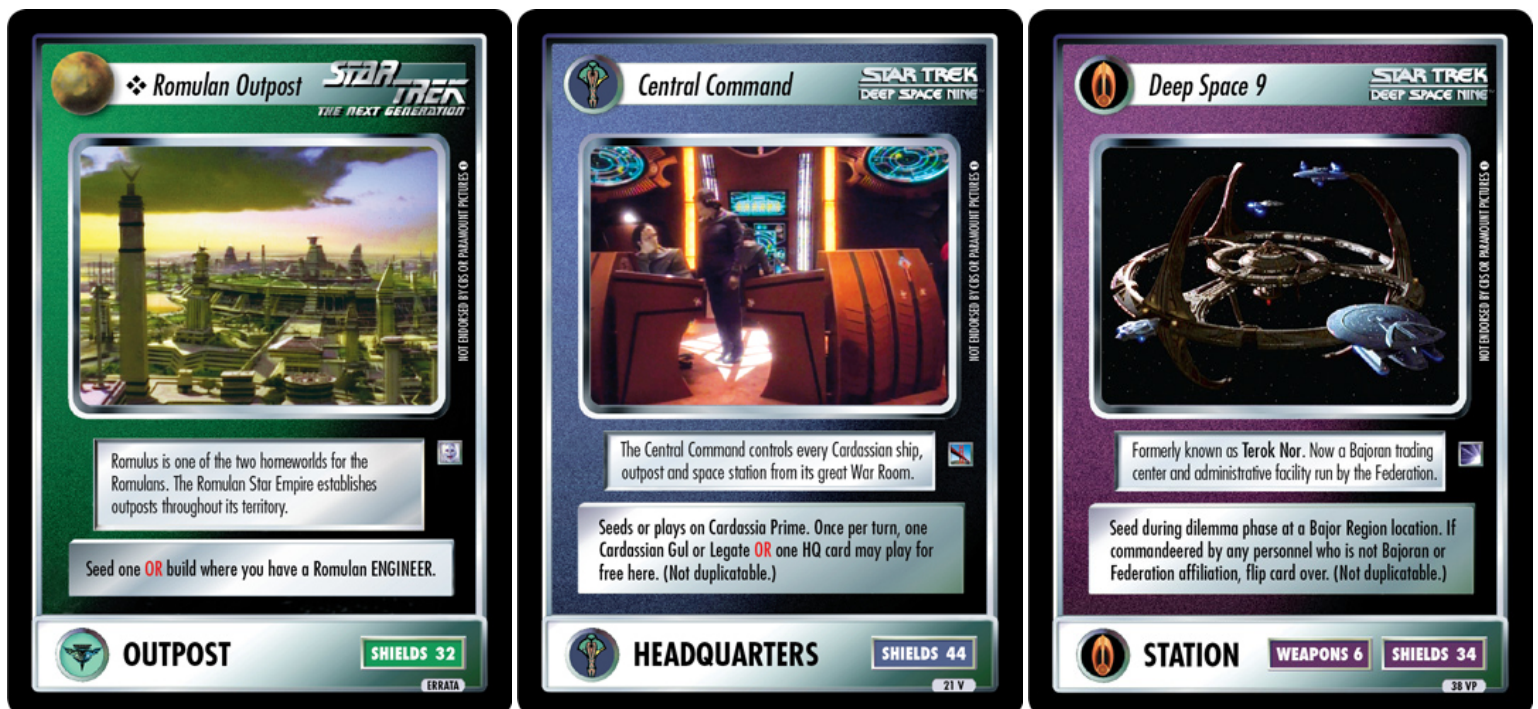 ❖ Romulan Outpost
STAR TREK
THE NEXT GENERATION
NOT ENDORSED BY CBS OR PARAMOUNT PICTURES
Romulus is one of the two homeworlds for the
Romulans. The Romulan Star Empire establishes
outposts throughout its territory.
Seed one OR build where you have a Romulan ENGINEER.
OUTPOST
SHIELDS 32
ERRATA
Central Command
STAR TREK
DEEP SPACE NINE
NOT ENDORSED BY CBS OR PARAMOUNT PICTURES
The Central Command controls every Cardassian ship,
outpost and space station from its great War Room.
Seeds or plays on Cardassia Prime. Once per turn, one
Cardassian Gul or Legate OR one HQ card may play for
free here. (Not duplicatable.)
HEADQUARTERS
SHIELDS 44
21 V
Deep Space 9
STAR TREK
DEEP SPACE NINE
NOT ENDORSED BY CBS OR PARAMOUNT PICTURES
Formerly known as Terok Nor. Now a Bajoran trading
center and administrative facility run by the Federation.
Seed during dilemma phase at a Bajor Region location. If
commandeered by any personnel who is not Bajoran or
Federation affiliation, flip card over. (Not duplicatable.)
STATION
WEAPONS 6
SHIELDS 34
38 VP